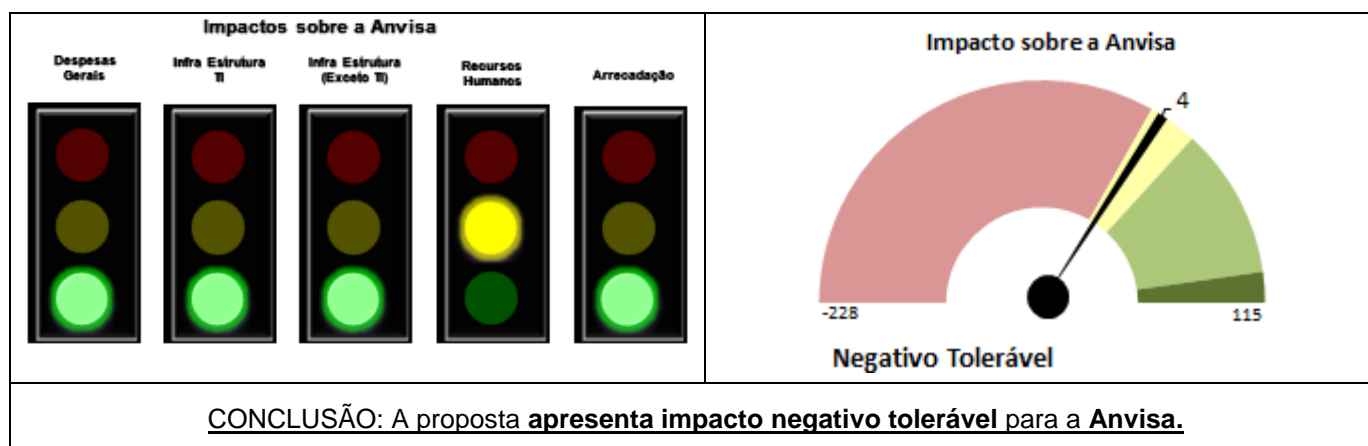 Impactos sobre a Anvisa
Despesas
Gerais
Infra Estrutura
TI
Infra Estrutura
(Exceto TI)
Recursos
Humanos
Arrecadação
Impacto sobre a Anvisa
4
-228
115
Negativo Tolerável
CONCLUSÃO: A proposta apresenta impacto negativo tolerável para a Anvisa.